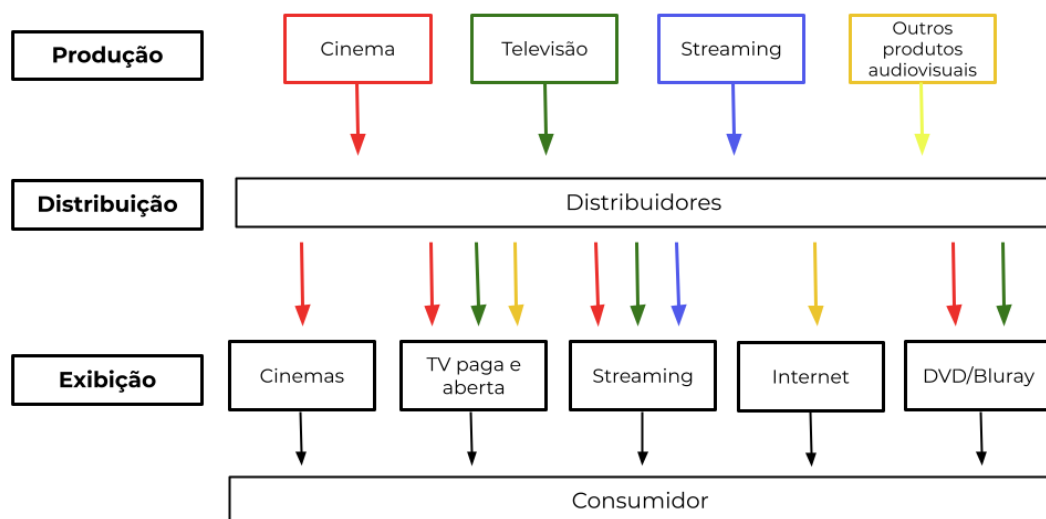 Produção
Cinema
Televisão
Streaming
Outros
produtos
audiovisuais
Distribuição
Distribuidores
Exibição
Cinemas
TV paga e
aberta
Streaming
Internet
DVD/Bluray
Consumidor